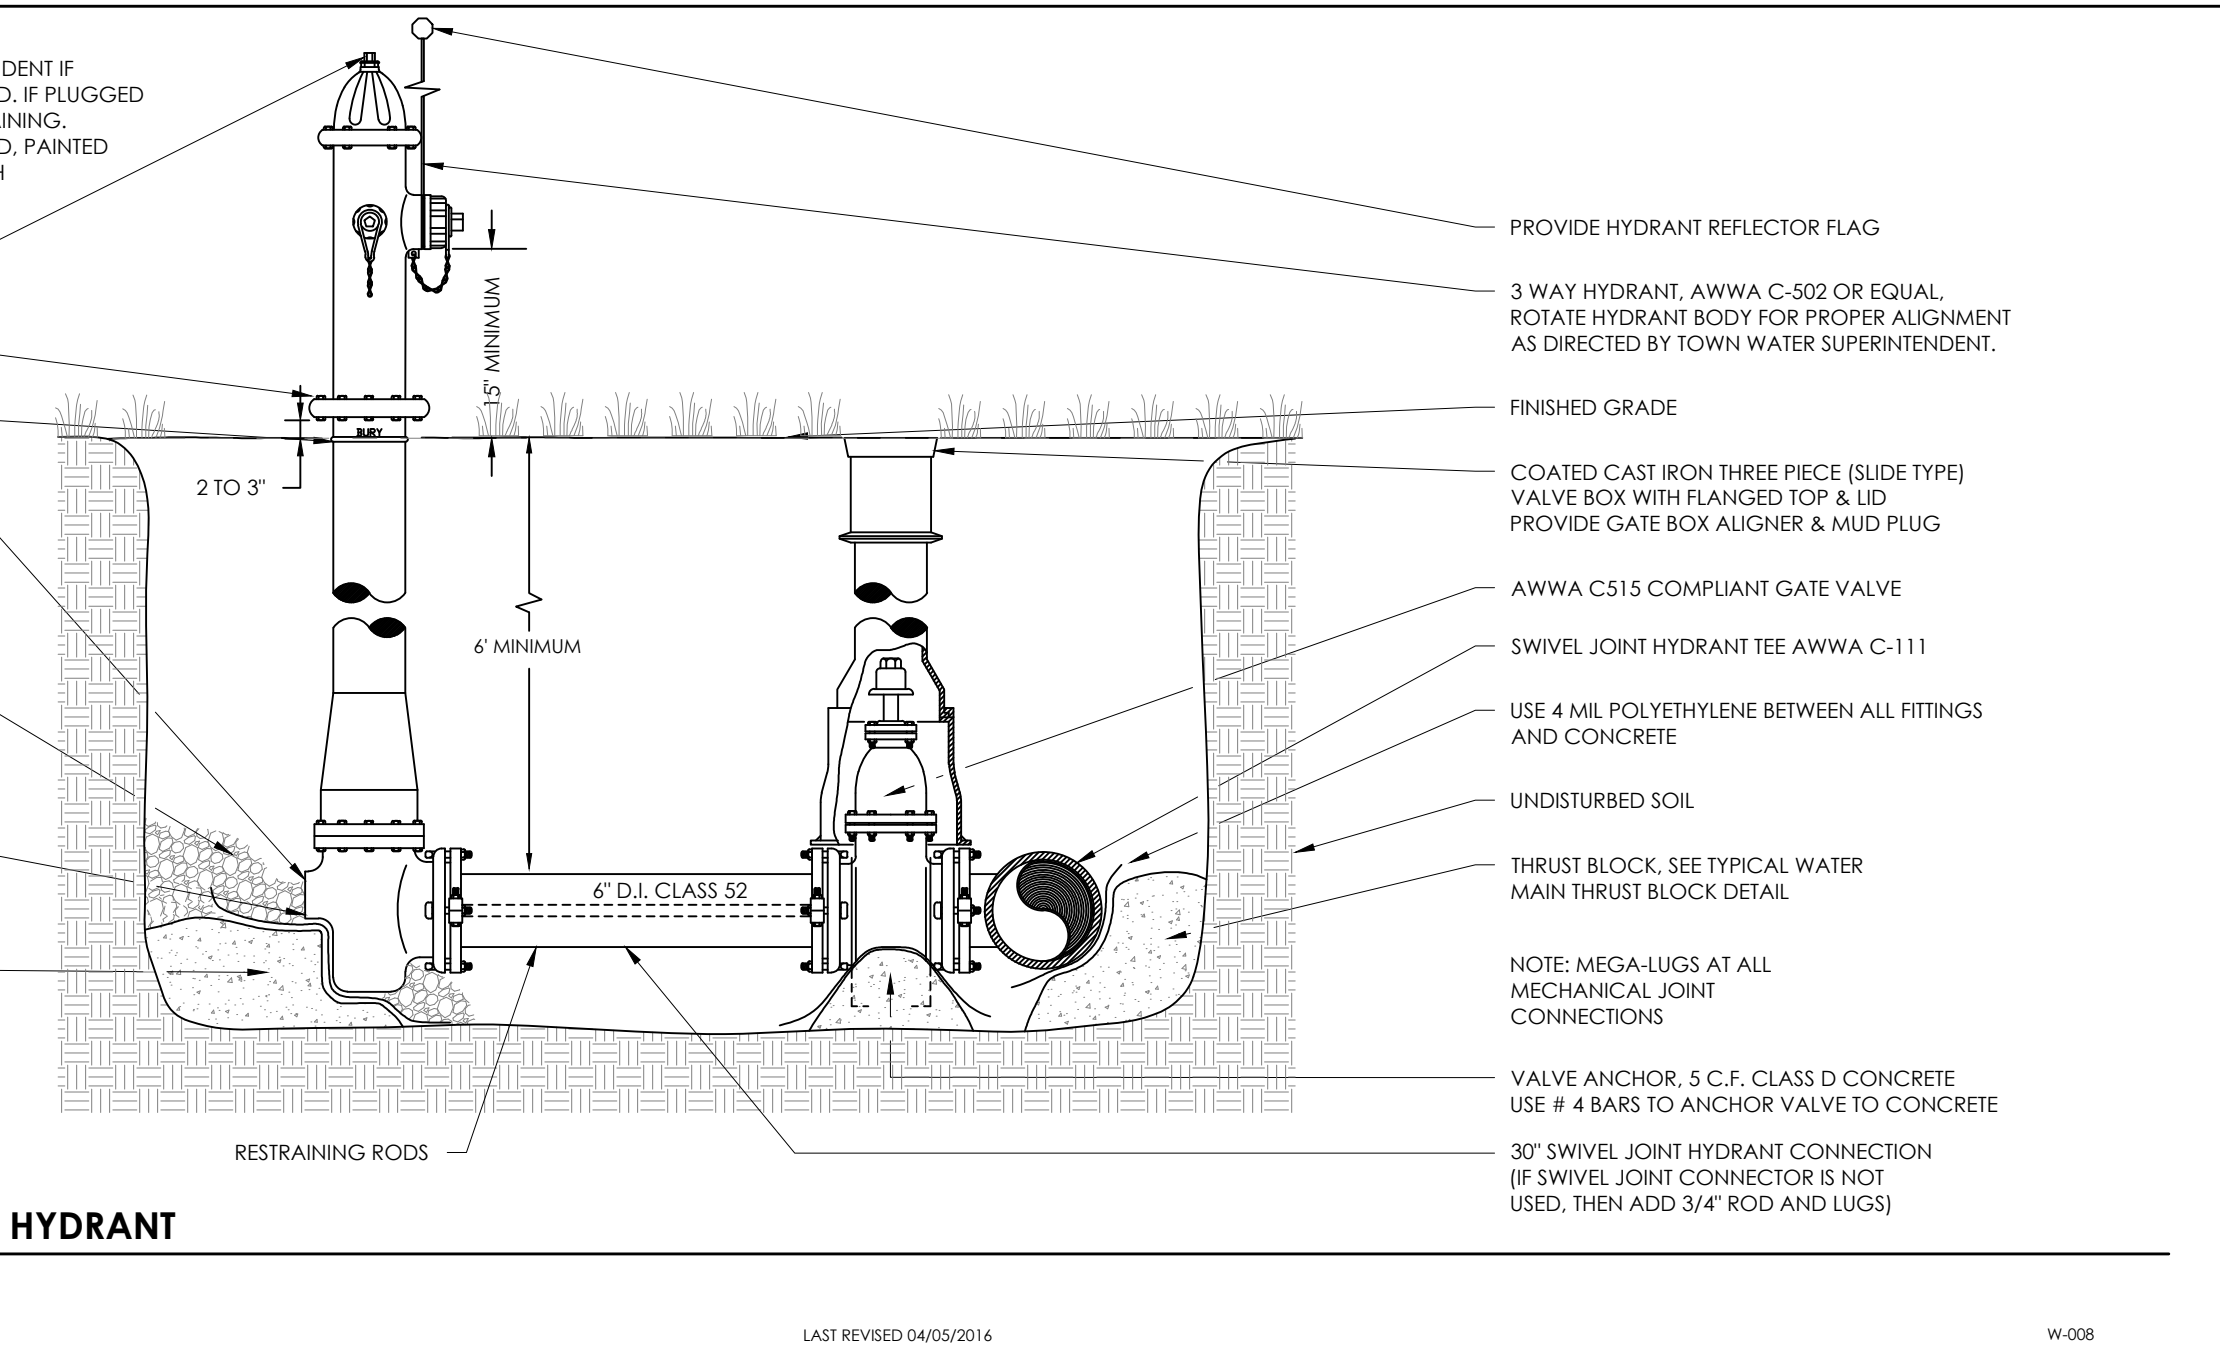 DENT IF
D. IF PLUGGED
INING.
D, PAINTED
H
PROVIDE HYDRANT REFLECTOR FLAG
3 WAY HYDRANT, AWWA C-502 OR EQUAL,
ROTATE HYDRANT BODY FOR PROPER ALIGNMENT
AS DIRECTED BY TOWN WATER SUPERINTENDENT.
15" MINIMUM
FINISHED GRADE
BURY
2 TO 3"
COATED CAST IRON THREE PIECE (SLIDE TYPE)
VALVE BOX WITH FLANGED TOP & LID
PROVIDE GATE BOX ALIGNER & MUD PLUG
AWWA C515 COMPLIANT GATE VALVE
6' MINIMUM
SWIVEL JOINT HYDRANT TEE AWWA C-111
USE 4 MIL POLYETHYLENE BETWEEN ALL FITTINGS
AND CONCRETE
UNDISTURBED SOIL
THRUST BLOCK, SEE TYPICAL WATER
MAIN THRUST BLOCK DETAIL
6" D.I. CLASS 52
NOTE: MEGA-LUGS AT ALL
MECHANICAL JOINT
CONNECTIONS
VALVE ANCHOR, 5 C.F. CLASS D CONCRETE
USE # 4 BARS TO ANCHOR VALVE TO CONCRETE
RESTRAINING RODS
30" SWIVEL JOINT HYDRANT CONNECTION
(IF SWIVEL JOINT CONNECTOR IS NOT
USED, THEN ADD 3/4" ROD AND LUGS)
HYDRANT
LAST REVISED 04/05/2016
W-008